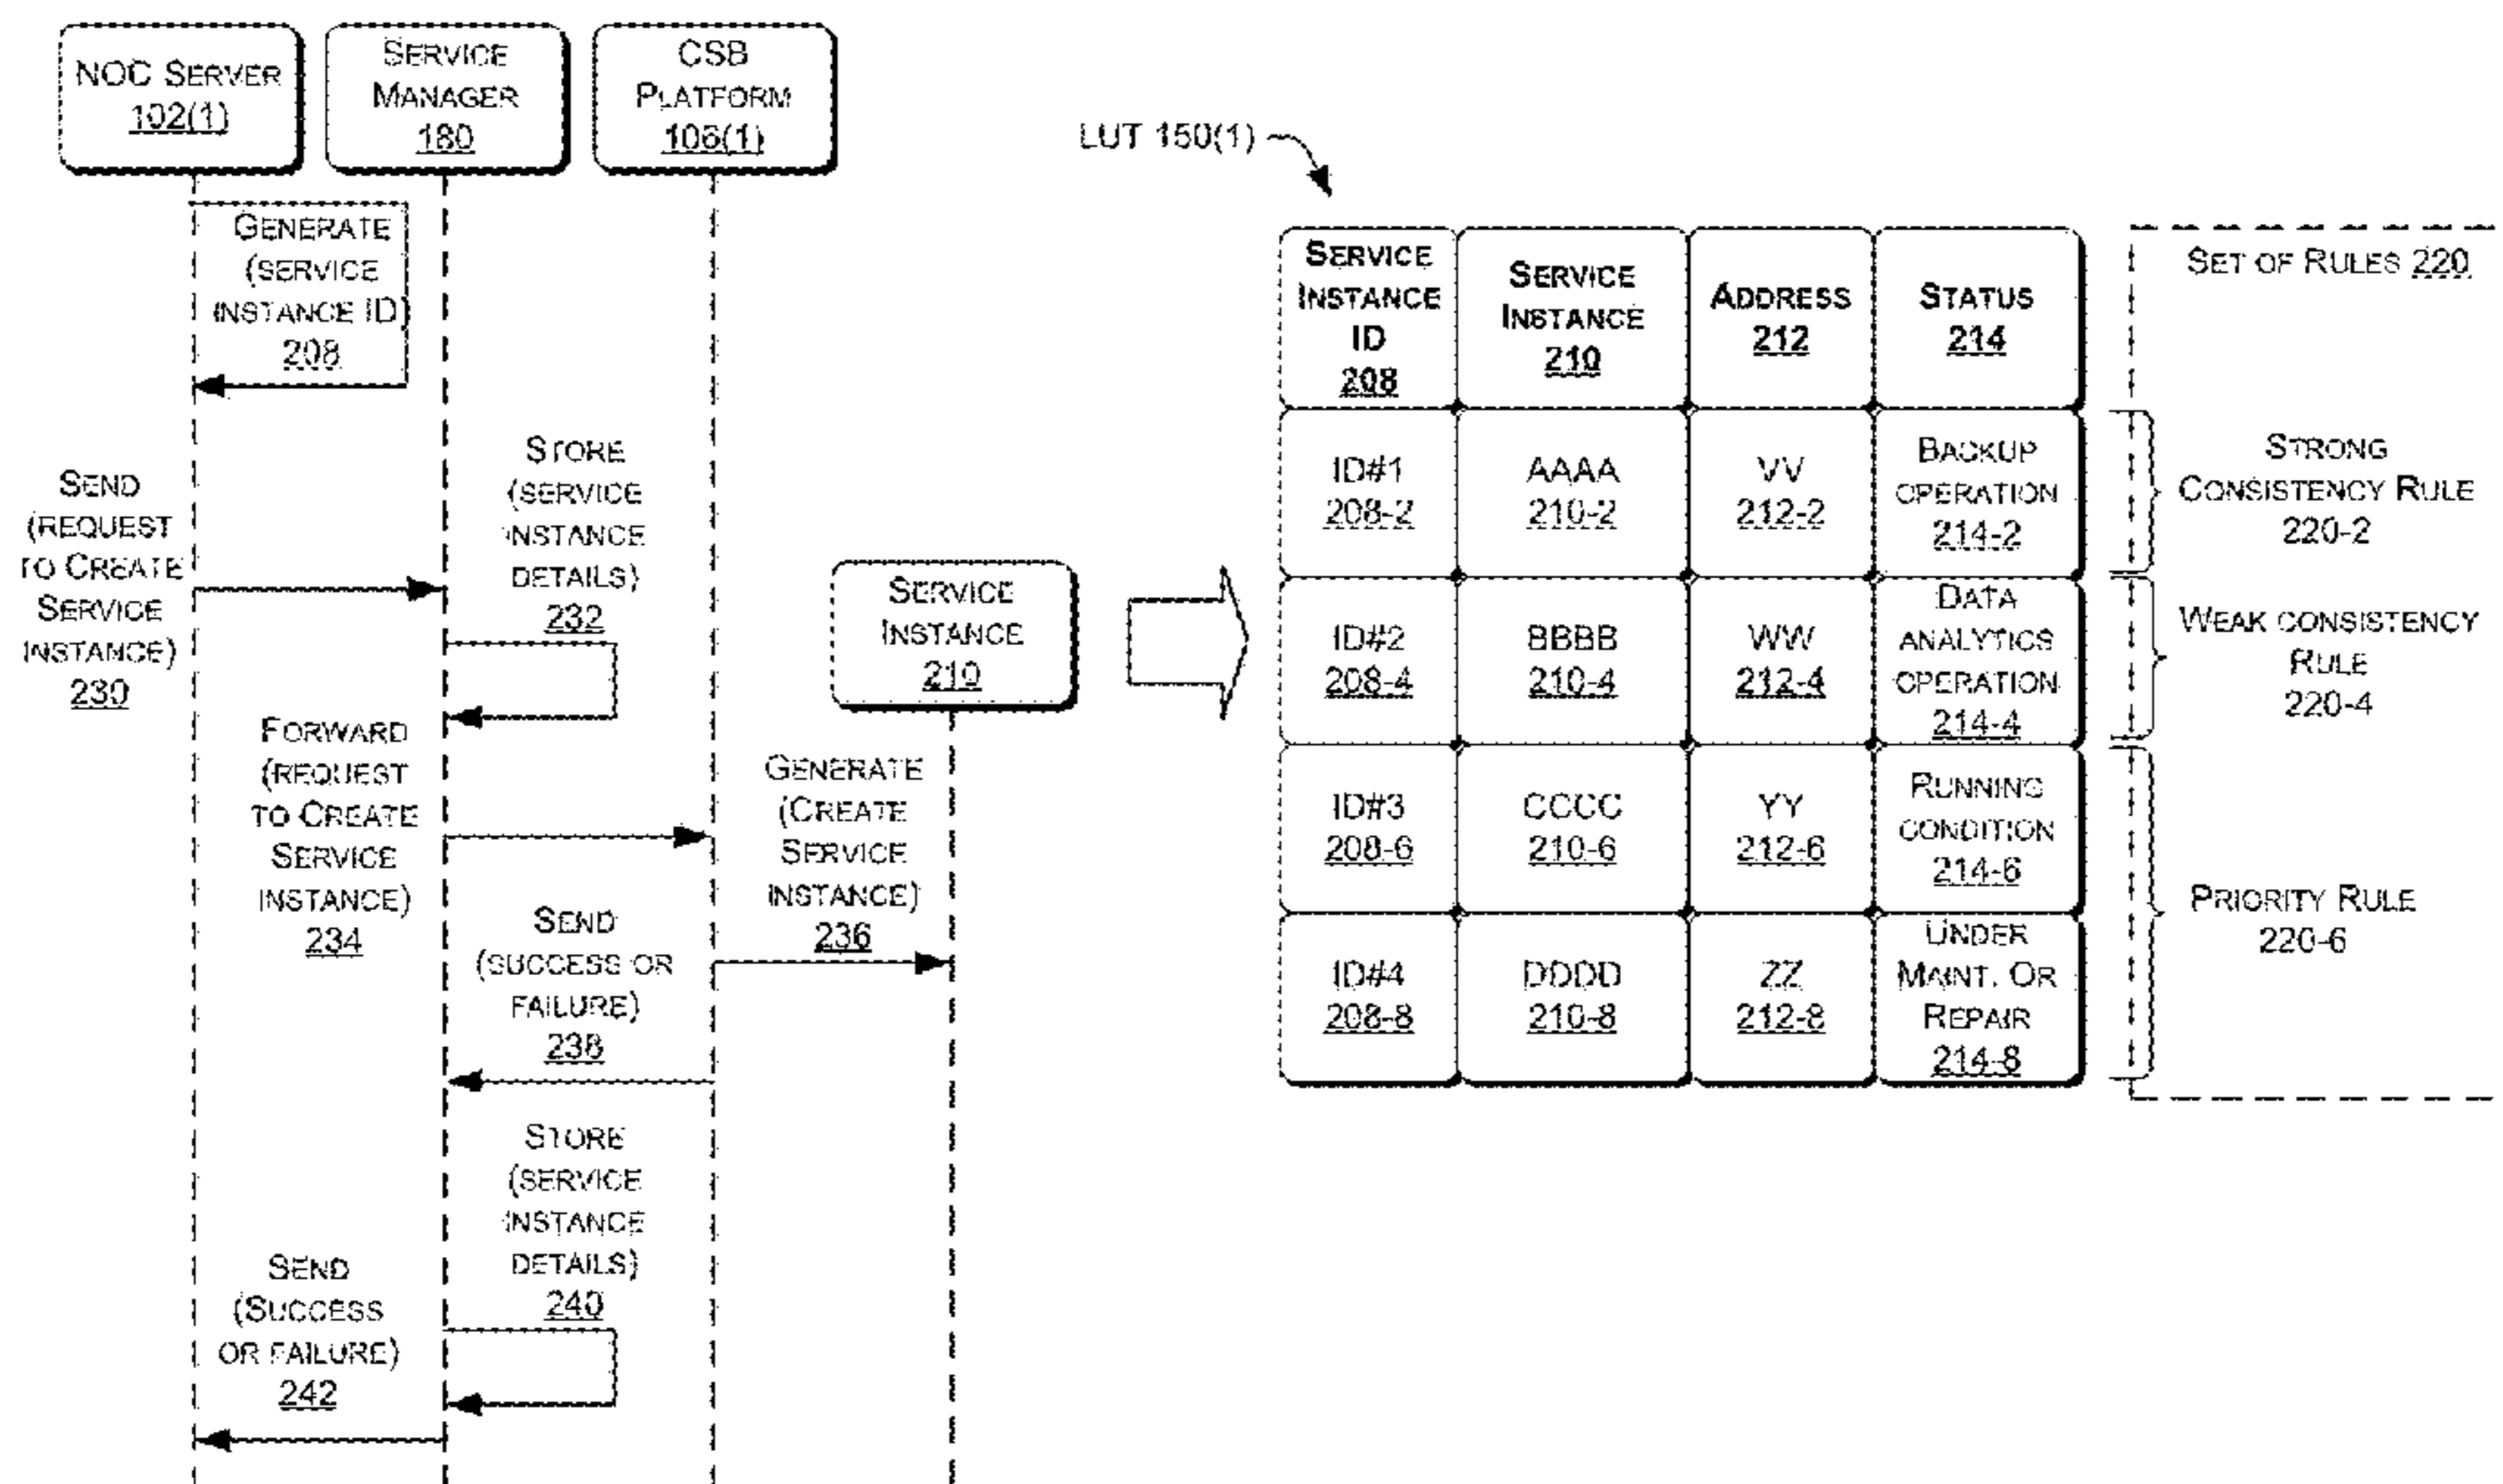 NOC SERVER
102(1)
SERVICE
MANAGER
180
CSB
PLATFORM
106(1)
GENERATE
(SERVICE
INSTANCE ID)
208
SEND
(REQUEST
TO CREATE
SERVICE
INSTANCE)
230
STORE
(SERVICE
INSTANCE
DETAILS)
232
FORWARD
(REQUEST
TO CREATE
SERVICE
INSTANCE)
234
SERVICE
INSTANCE
210
GENERATE
(CREATE
SERVICE
INSTANCE)
236
SEND
(SUCCESS OR
FAILURE)
238
STORE
(SERVICE
INSTANCE
DETAILS)
240
SEND
(SUCCESS
OR FAILURE)
242
LUT 150(1)
SERVICE
INSTANCE
ID
208
SERVICE
INSTANCE
210
ADDRESS
212
STATUS
214
ID#1
208-2
AAAA
210-2
VV
212-2
BACKUP
OPERATION
214-2
ID#2
208-4
BBBB
210-4
WW
212-4
DATA
ANALYTICS
OPERATION
214-4
ID#3
208-6
CCCC
210-6
YY
212-6
RUNNING
CONDITION
214-6
ID#4
208-8
DDDD
210-8
ZZ
212-8
UNDER
MAINT. OR
REPAIR
214-8
SET OF RULES 220
STRONG
CONSISTENCY RULE
220-2
WEAK CONSISTENCY
RULE
220-4
PRIORITY RULE
220-6